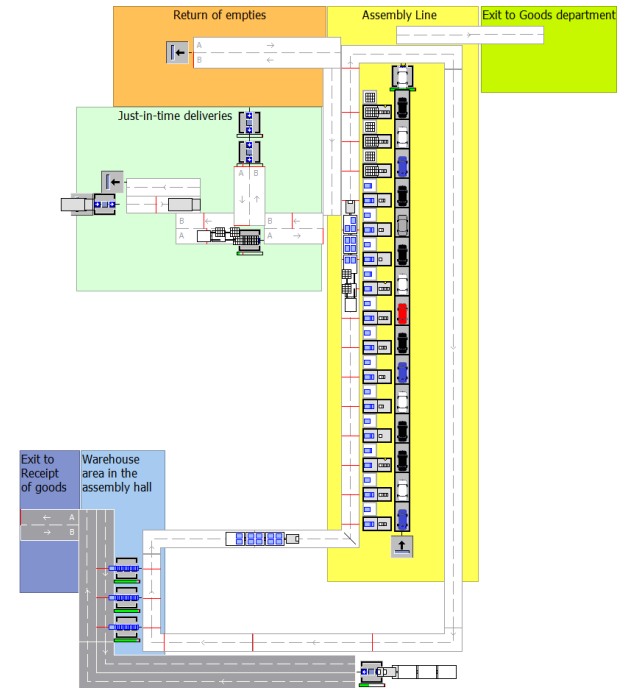 Return of empties
Assembly Line
Exit to Goods department
A
B
Just-in-time deliveries
A B
B
B
A
A
Exit to
Receipt
of goods
Warehouse
area in the
assembly hall
A
B